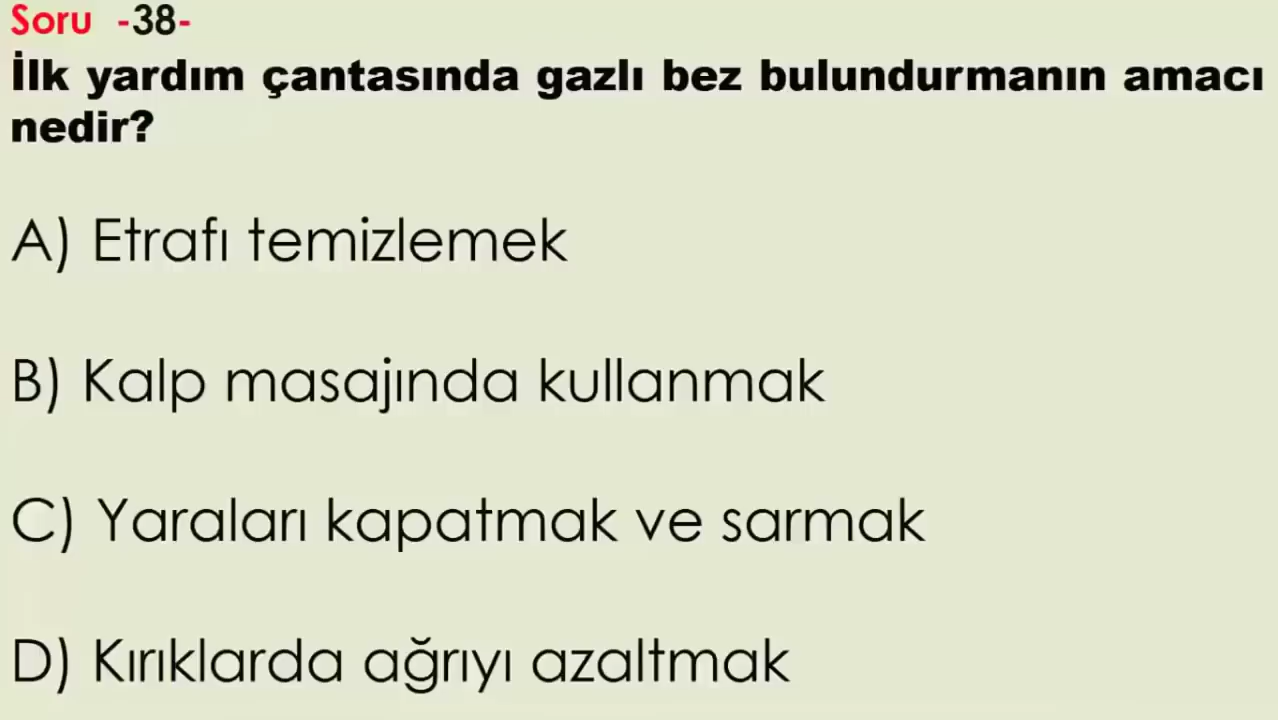 Soru -38-
İlk yardım çantasında gazlı bez bulundurmanın amacı
nedir?
A) Etrafı temizlemek
B) Kalp masajında kullanmak
C) Yaraları kapatmak ve sarmak
D) Kırıklarda ağrıyı azaltmak